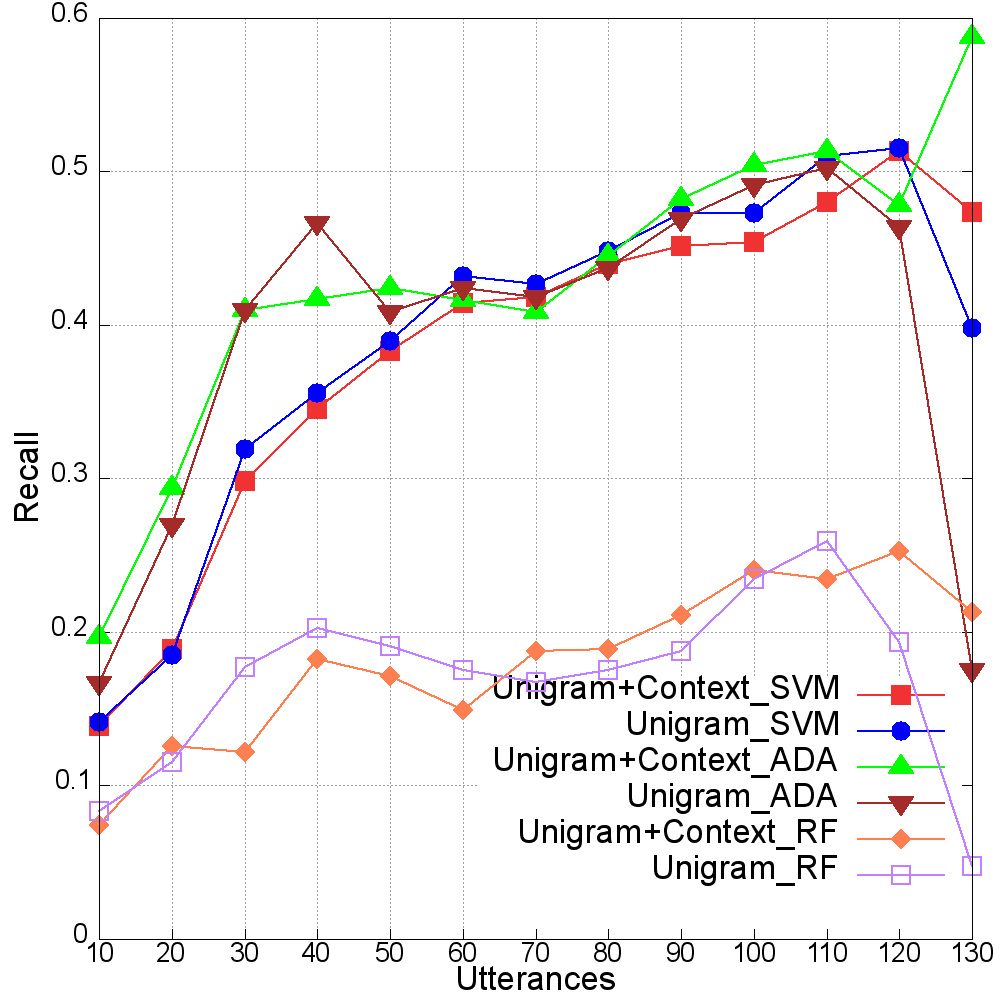 0.6
0.5
0.4
0.3
0.2
0.1
0
Recall
Unigram+Context_SVM
Unigram_SVM
Unigram+Context_ADA
Unigram_ADA
Unigram+Context_RF
Unigram_RF
10 20 30 40 50 60 70 80 90 100 110 120 130
Utterances